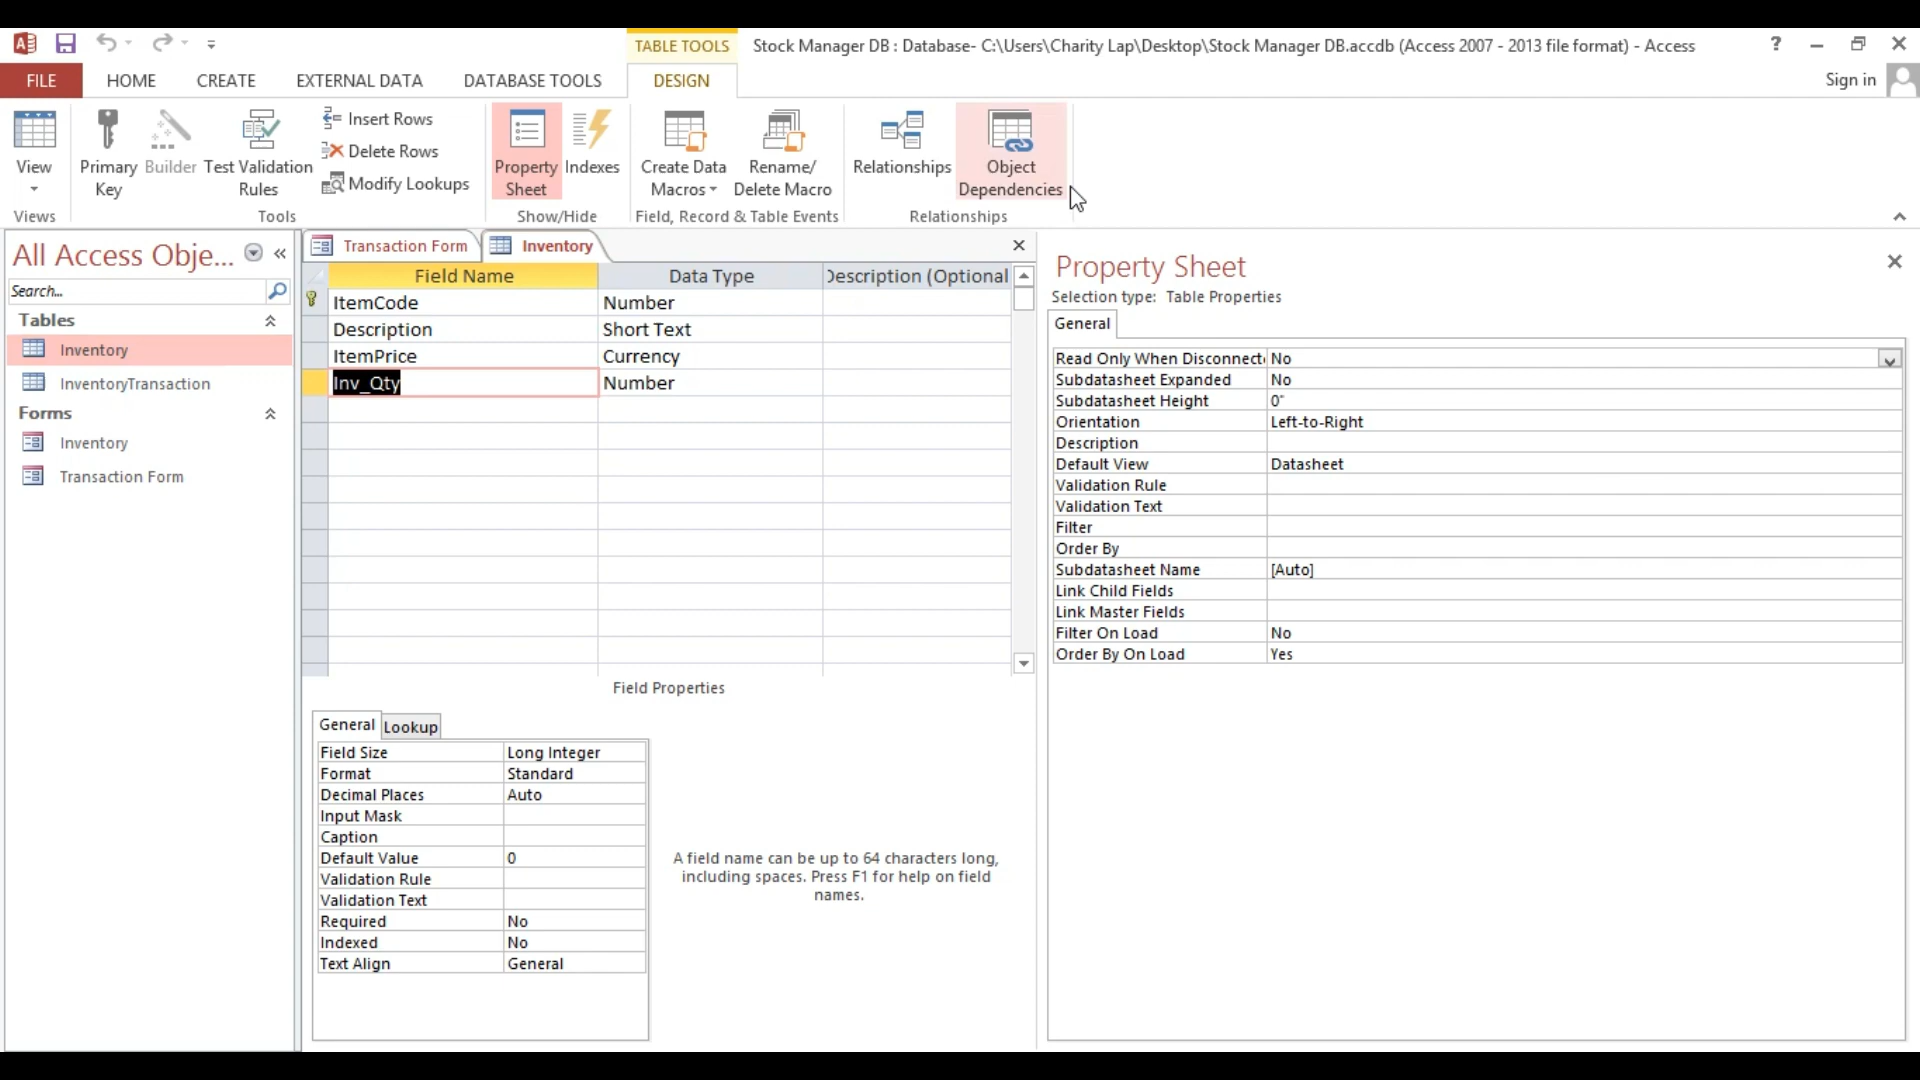 TABLE TOOLS
Stock Manager DB : Database- C:\Users\Charity Lap\Desktop\Stock Manager DB.accdb (Access 2007 - 2013 file format) - Access
?
FILE
HOME
CREATE
EXTERNAL DATA
DATABASE TOOLS
DESIGN
Sign in
View
Primary
Key
Builder
Test Validation
Rules
Insert Rows
Delete Rows
Modify Lookups
Property
Sheet
Indexes
Create Data
Macros
Rename/
Delete Macro
Relationships
Object
Dependencies
Views
Tools
Show/Hide
Field, Record & Table Events
Relationships
All Access Obje...
Search...
Tables
Inventory
InventoryTransaction
Forms
Inventory
Transaction Form
Transaction Form
Inventory
Field Name
Data Type
Description (Optional
ItemCode
Number
Description
Short Text
ItemPrice
Currency
Inv_Qty
Number
Field Properties
General
Lookup
Field Size
Long Integer
Format
Standard
Decimal Places
Auto
Input Mask
Caption
Default Value
0
Validation Rule
Validation Text
Required
No
Indexed
No
Text Align
General
A field name can be up to 64 characters long,
including spaces. Press F1 for help on field
names.
Property Sheet
Selection type: Table Properties
General
Read Only When Disconnecte
No
Subdatasheet Expanded
No
Subdatasheet Height
0"
Orientation
Left-to-Right
Description
Default View
Datasheet
Validation Rule
Validation Text
Filter
Order By
Subdatasheet Name
[Auto]
Link Child Fields
Link Master Fields
Filter On Load
No
Order By On Load
Yes